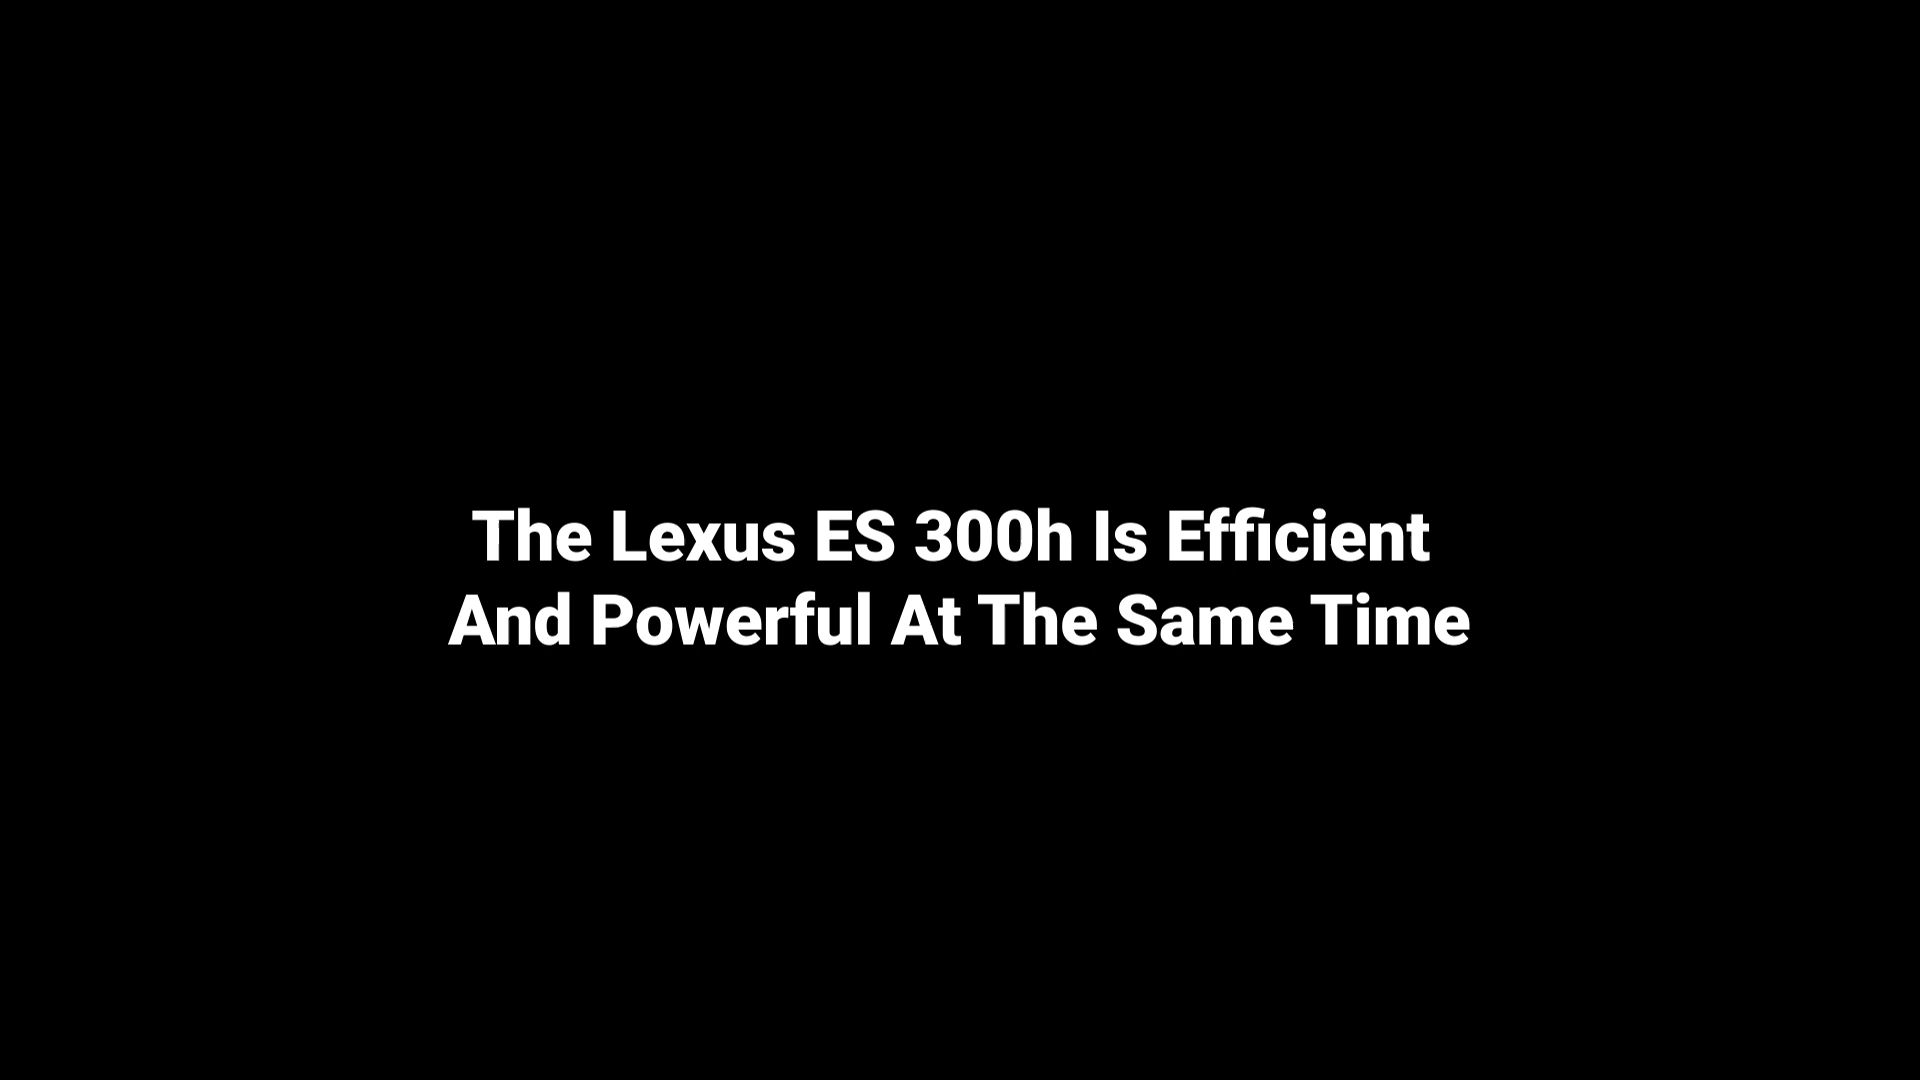 The Lexus ES 300h Is Efficient
And Powerful At The Same Time